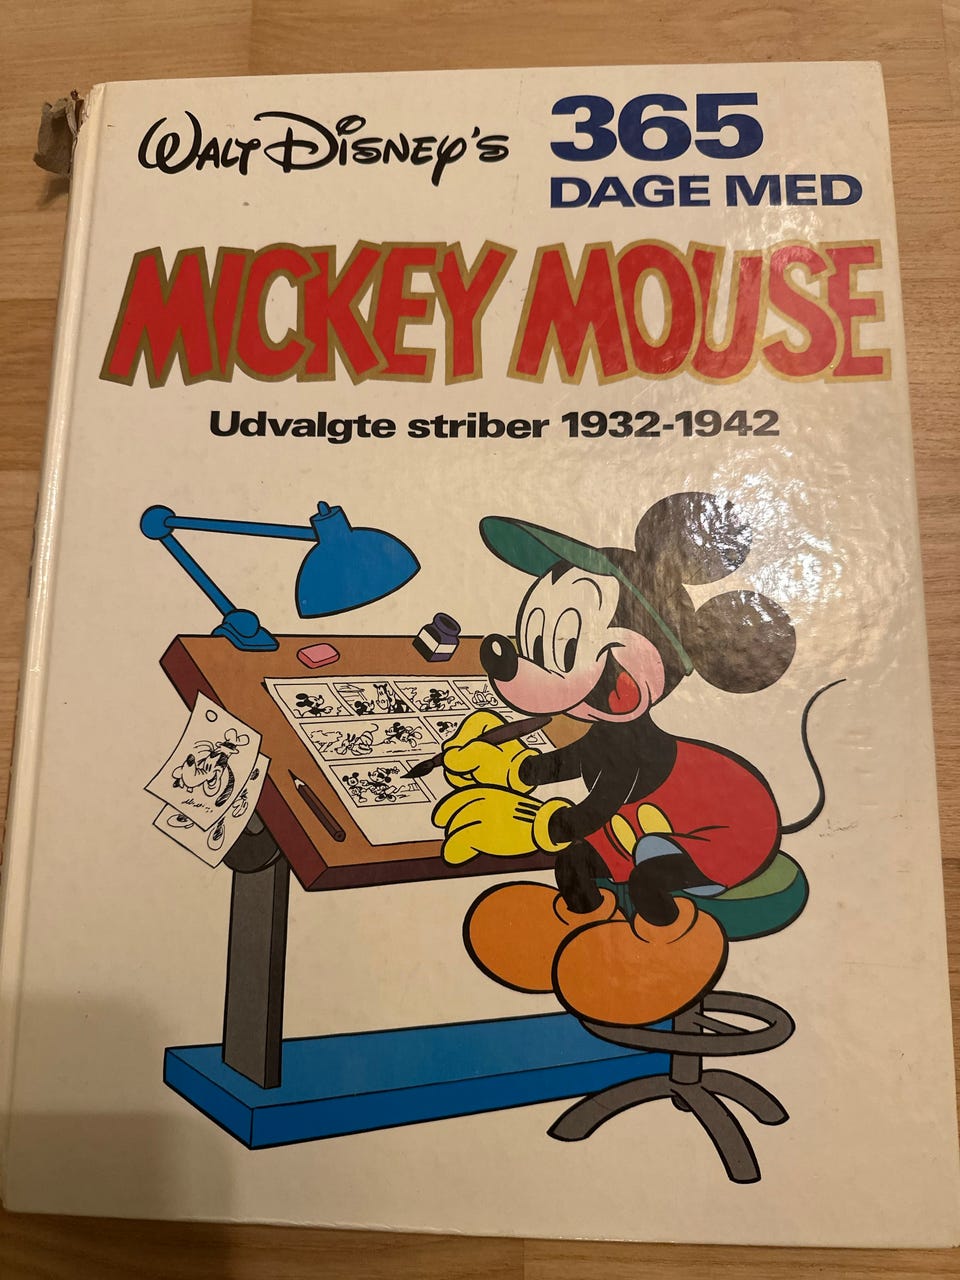 WALT DISNEY'S
365
DAGE MED
MICKEY MOUSE
Udvalgte striber 1932-1942